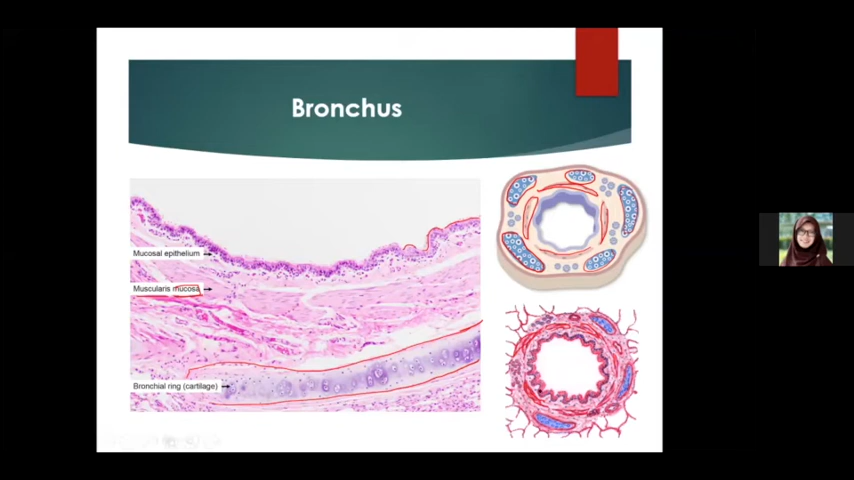 Bronchus
Mucosal epithelium
Muscularis mucosa
Bronchial ring (cartilage)